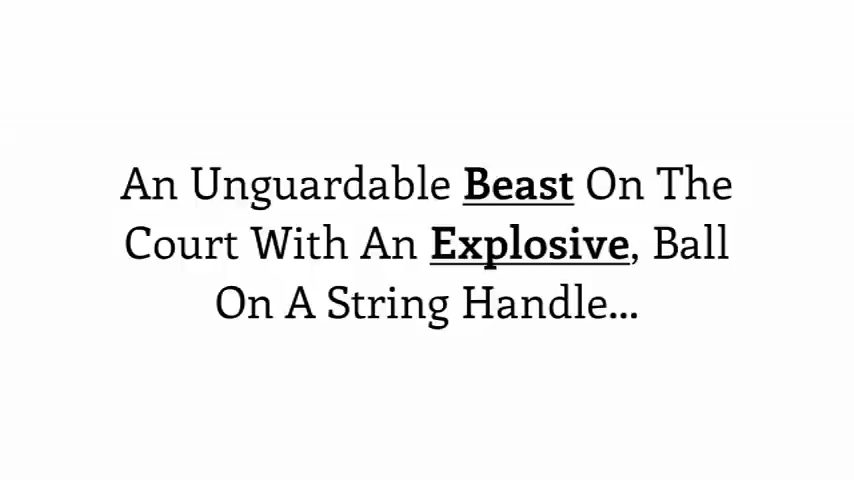 An Unguardable Beast On The
Court With An Explosive, Ball
On A String Handle...